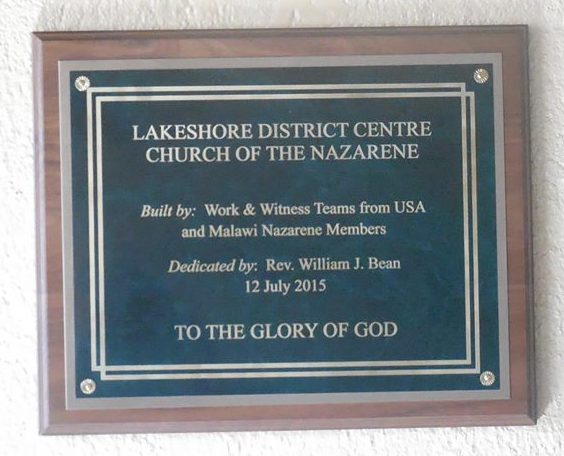 LAKESHORE DISTRICT CENTRE
CHURCH OF THE NAZARENE
Built by: Work & Witness Teams from USA
and Malawi Nazarene Members
Dedicated by: Rev. William J. Bean
12 July 2015
TO THE GLORY OF GOD